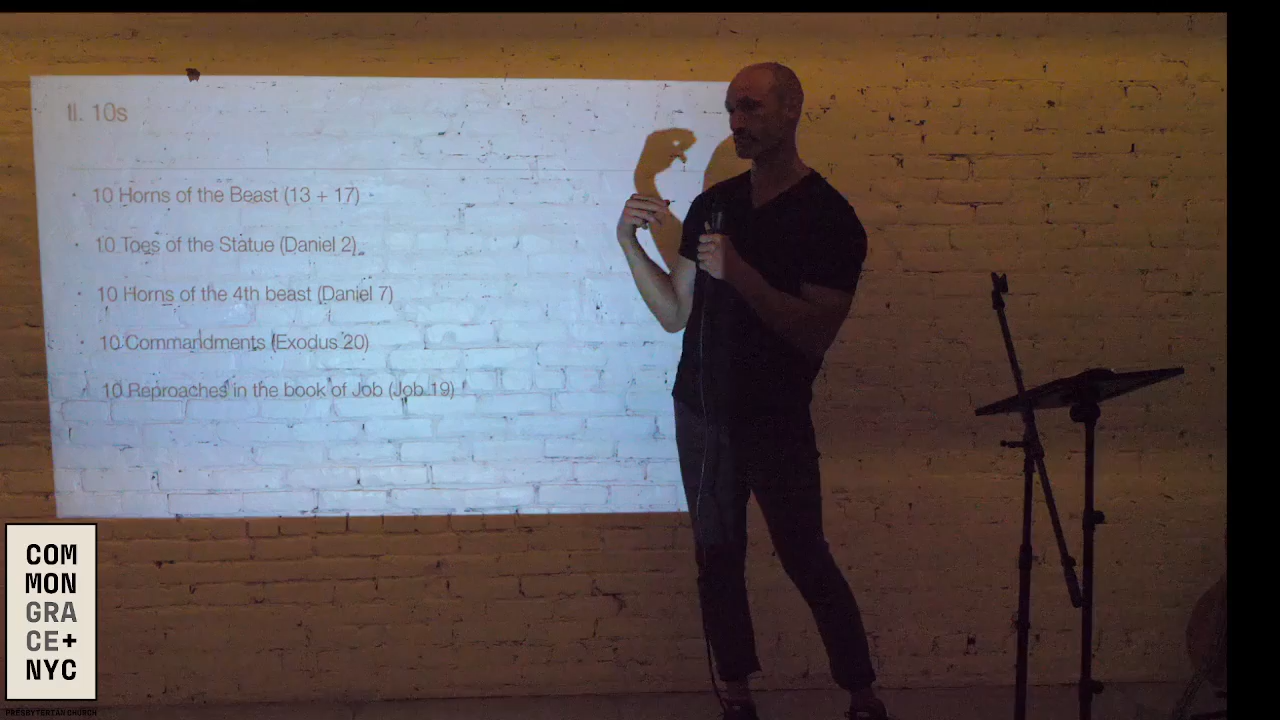 II. 10s
• 10 Horns of the Beast (13 + 17)
• 10 Toes of the Statue (Daniel 2)
• 10 Horns of the 4th beast (Daniel 7)
• 10 Commandments (Exodus 20)
• 10 Reproaches in the book of Job (Job 19)
COM
MON
GRA
CE+
NYC
PRESBYTERIAN CHURCH